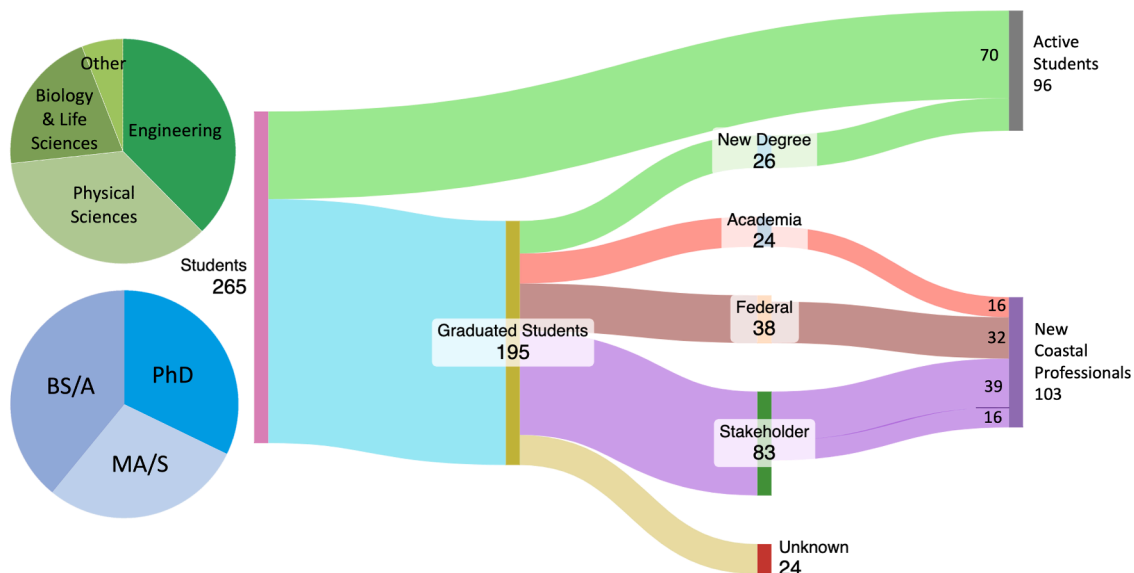 Other
Biology
& Life
Sciences
Engineering
Physical
Sciences
BS/A
PhD
MA/S
Students
265
Graduated Students
195
New Degree
26
Academia
24
Federal
38
Stakeholder
83
Unknown
24
70
Active
Students
96
16
32
39
16
New
Coastal
Professionals
103